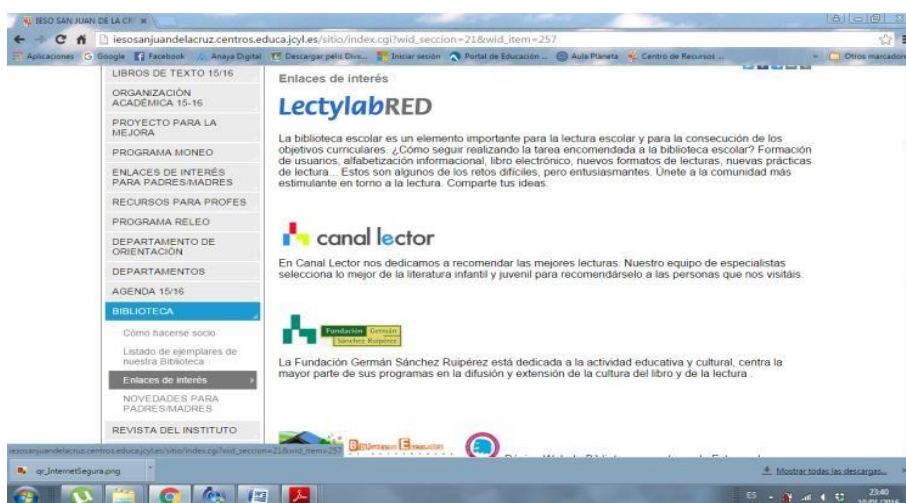 IESO SAN JUAN DE LA CRU
iesosanjuandelacruz.centros.educa.jcyl.es/sitio/index.cgi?wid_seccion=21&wid_item=257
Aplicaciones Google Facebook Anaya Digital Descargar pelis Divx... Iniciar sesión Portal de Educación ... Aula Planeta Centro de Recursos ... Otros marcadores
LIBROS DE TEXTO 15/16
ORGANIZACIÓN
ACADÉMICA 15-16
PROYECTO PARA LA
MEJORA
PROGRAMA MONEO
ENLACES DE INTERÉS
PARA PADRES/MADRES
RECURSOS PARA PROFES
PROGRAMA RELEO
DEPARTAMENTO DE
ORIENTACIÓN
DEPARTAMENTOS
AGENDA 15/16
BIBLIOTECA
Cómo hacerse socio
Listado de ejemplares de
nuestra Biblioteca
Enlaces de interés
NOVEDADES PARA
PADRES/MADRES
REVISTA DEL INSTITUTO
Enlaces de interés
LectylabRED
La biblioteca escolar es un elemento importante para la lectura escolar y para la consecución de los
objetivos curriculares. ¿Cómo seguir realizando la tarea encomendada a la biblioteca escolar? Formación
de usuarios, alfabetización informacional, libro electrónico, nuevos formatos de lecturas, nuevas prácticas
de lectura... Estos son algunos de los retos difíciles, pero entusiasmantes. Únete a la comunidad más
estimulante en torno a la lectura. Comparte tus ideas.
canal lector
En Canal Lector nos dedicamos a recomendar las mejores lecturas. Nuestro equipo de especialistas
selecciona lo mejor de la literatura infantil y juvenil para recomendárselo a las personas que nos visitáis.
Fundación Germán
Sánchez Ruipérez
La Fundación Germán Sánchez Ruipérez está dedicada a la actividad educativa y cultural, centra la
mayor parte de sus programas en la difusión y extensión de la cultura del libro y de la lectura .
iesosanjuandelacruz.centros.educa.jcyl.es/sitio/index.cgi?wid_seccion=21&wid_item=257
qr_InternetSegura.png
Mostrar todas las descargas...
ES
23:40
10/01/2016